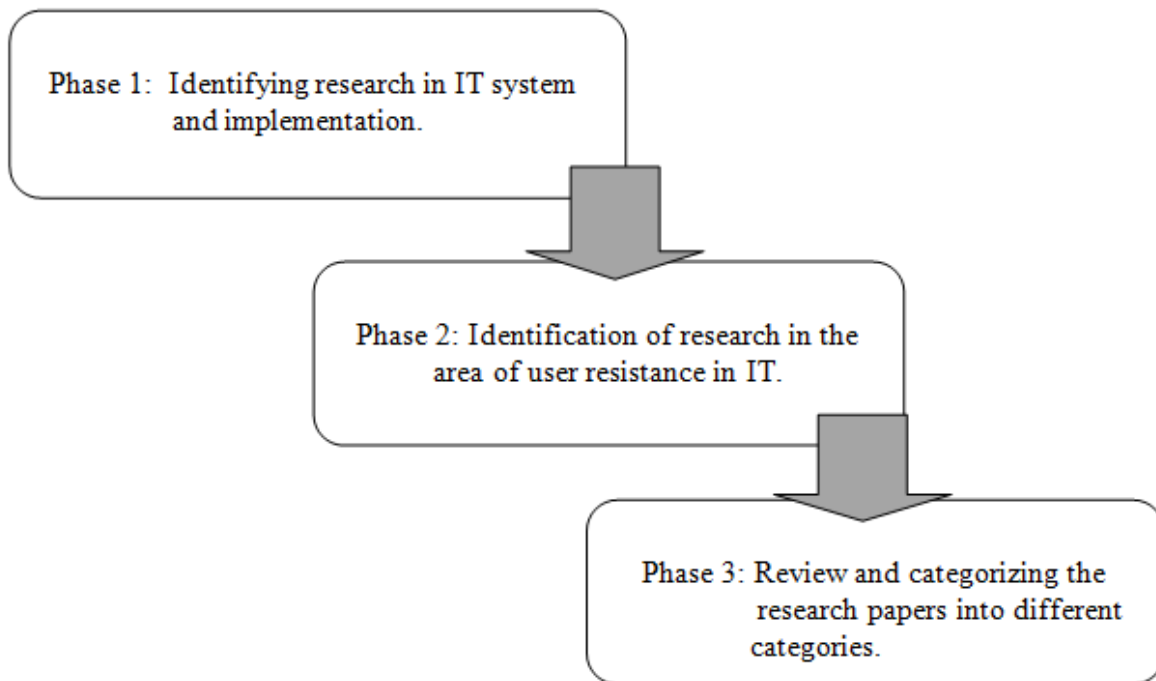 Phase 1: Identifying research in IT system
and implementation.
Phase 2: Identification of research in the
area of user resistance in IT.
Phase 3: Review and categorizing the
research papers into different
categories.